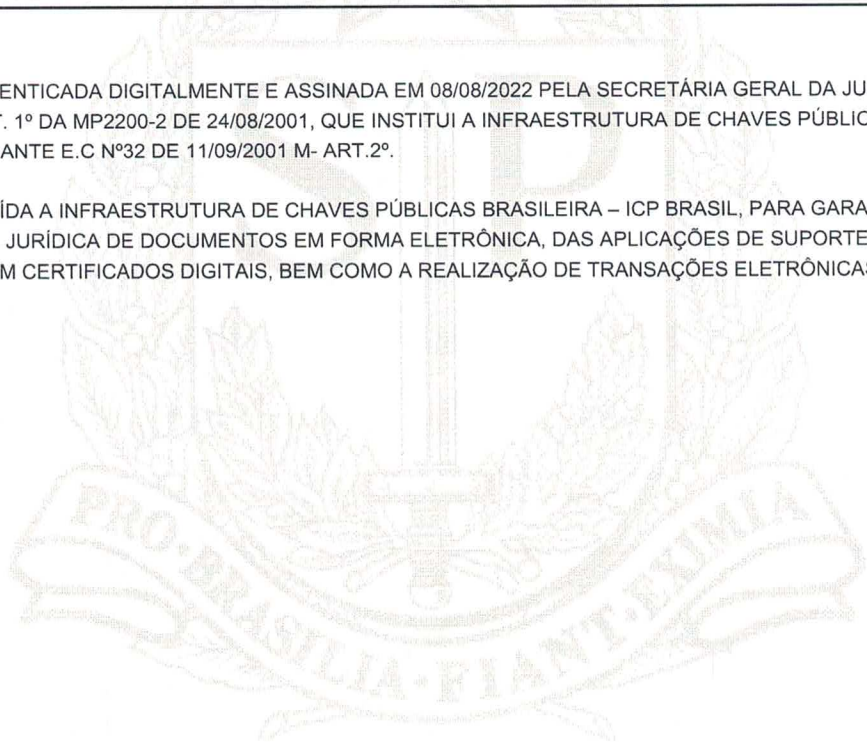 ENTICADA DIGITALMENTE E ASSINADA EM 08/08/2022 PELA SECRETÁRIA GERAL DA JU
T. 1º DA MP2200-2 DE 24/08/2001, QUE INSTITUI A INFRAESTRUTURA DE CHAVES PÚBLIC
ANTE E.C Nº32 DE 11/09/2001 M- ART.2º.
ÍDA A INFRAESTRUTURA DE CHAVES PÚBLICAS BRASILEIRA – ICP BRASIL, PARA GARA
JURÍDICA DE DOCUMENTOS EM FORMA ELETRÔNICA, DAS APLICAÇÕES DE SUPORTE
M CERTIFICADOS DIGITAIS, BEM COMO A REALIZAÇÃO DE TRANSAÇÕES ELETRÔNICAS
SP
PRO·BRASILIA·FIANT·EXIMIA